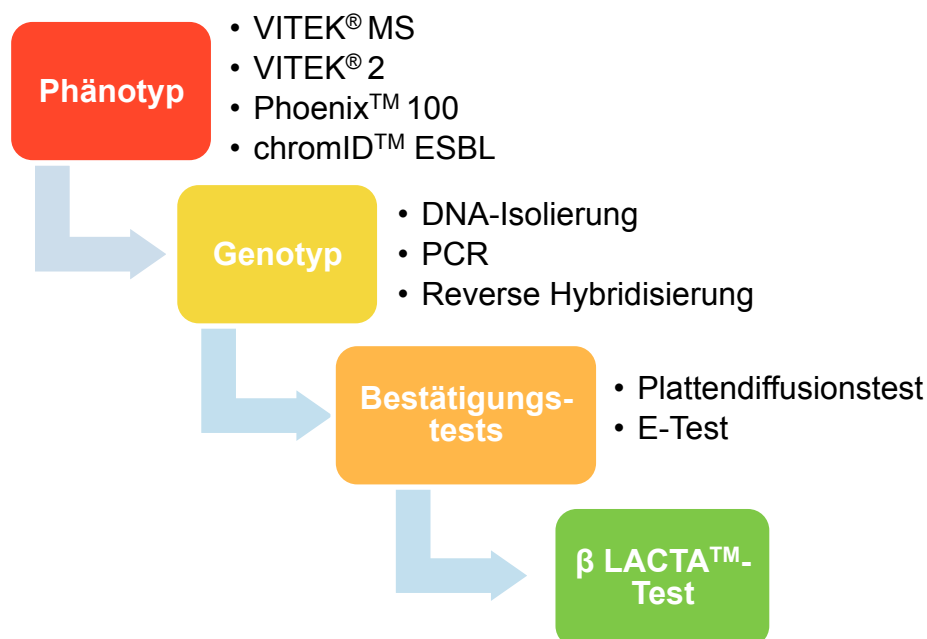 Phänotyp
• VITEK® MS
• VITEK® 2
• Phoenix™ 100
• chromID™ ESBL
Genotyp
• DNA-Isolierung
• PCR
• Reverse Hybridisierung
Bestätigungs-
tests
• Plattendiffusionstest
• E-Test
β LACTA™-
Test